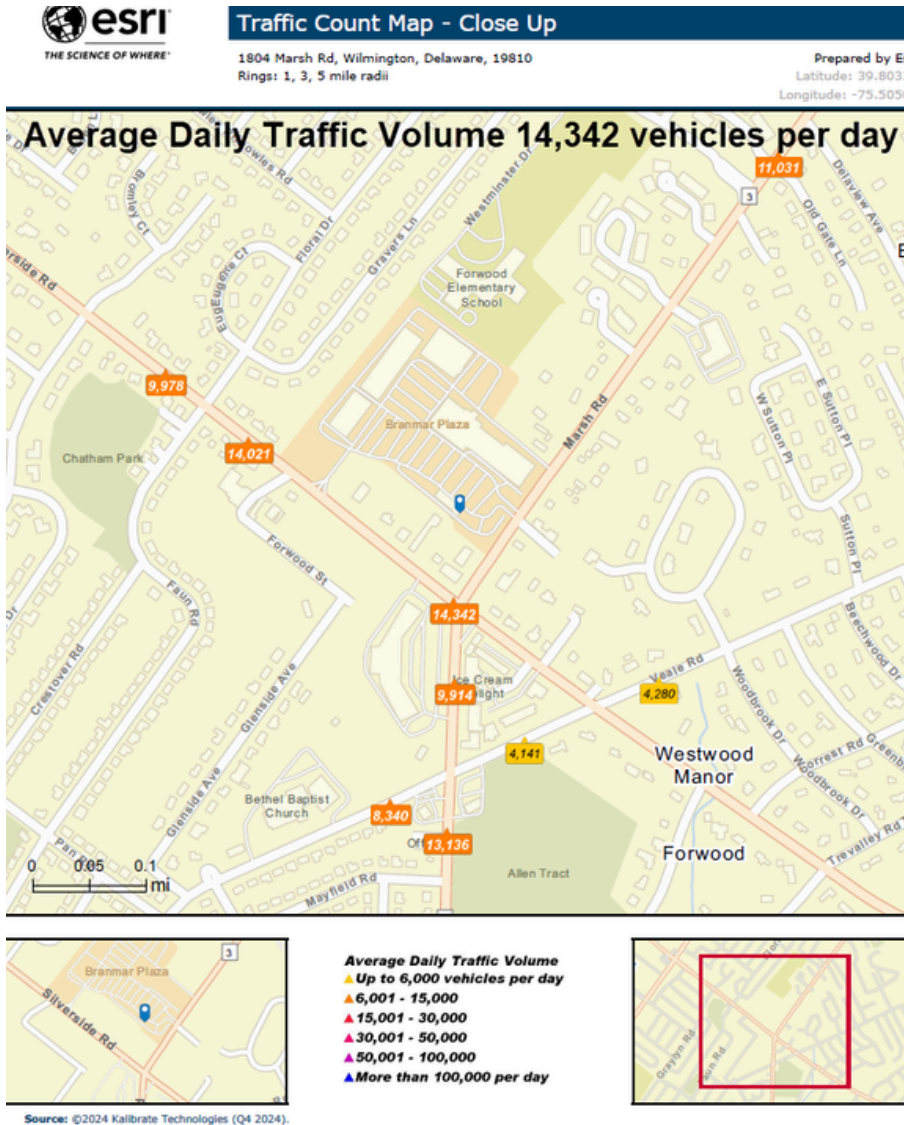 esri
THE SCIENCE OF WHERE®
Traffic Count Map - Close Up
1804 Marsh Rd, Wilmington, Delaware, 19810
Rings: 1, 3, 5 mile radii
Prepared by
Latitude:
Longitude:
Average Daily Traffic Volume 14,342 vehicles per day
Bromley Ct
Floral Dr
Gravers Ln
Westminster Dr
11,031
3
Delaview Ave
Old Gate Ln
Forwood
Elementary
School
9,978
Branmar Plaza
Marsh Rd
W Sutton Pl
E Sutton Pl
Sutton Pl
Chatham Park
14,021
Forwood St
Faun Rd
14,342
Beechwood Dr
Crestover Rd
Glenside Ave
Ice Cream
9,914
Veale Rd
4,280
4,141
Woodbrook Dr
Westwood
Manor
Woodbrook Dr
Bethel Baptist
Church
Glenside Ave
8,340
13,136
Forwood
Trevalley Rd
Allen Tract
Mayfield Rd
0 0.05 0.1
mi
Branmar Plaza
3
Silverside Rd
Average Daily Traffic Volume
Up to 6,000 vehicles per day
6,001 - 15,000
15,001 - 30,000
30,001 - 50,000
50,001 - 100,000
More than 100,000 per day
Graylyn Rd
Faun Rd
Source: ©2024 Kalibrate Technologies (Q4 2024).